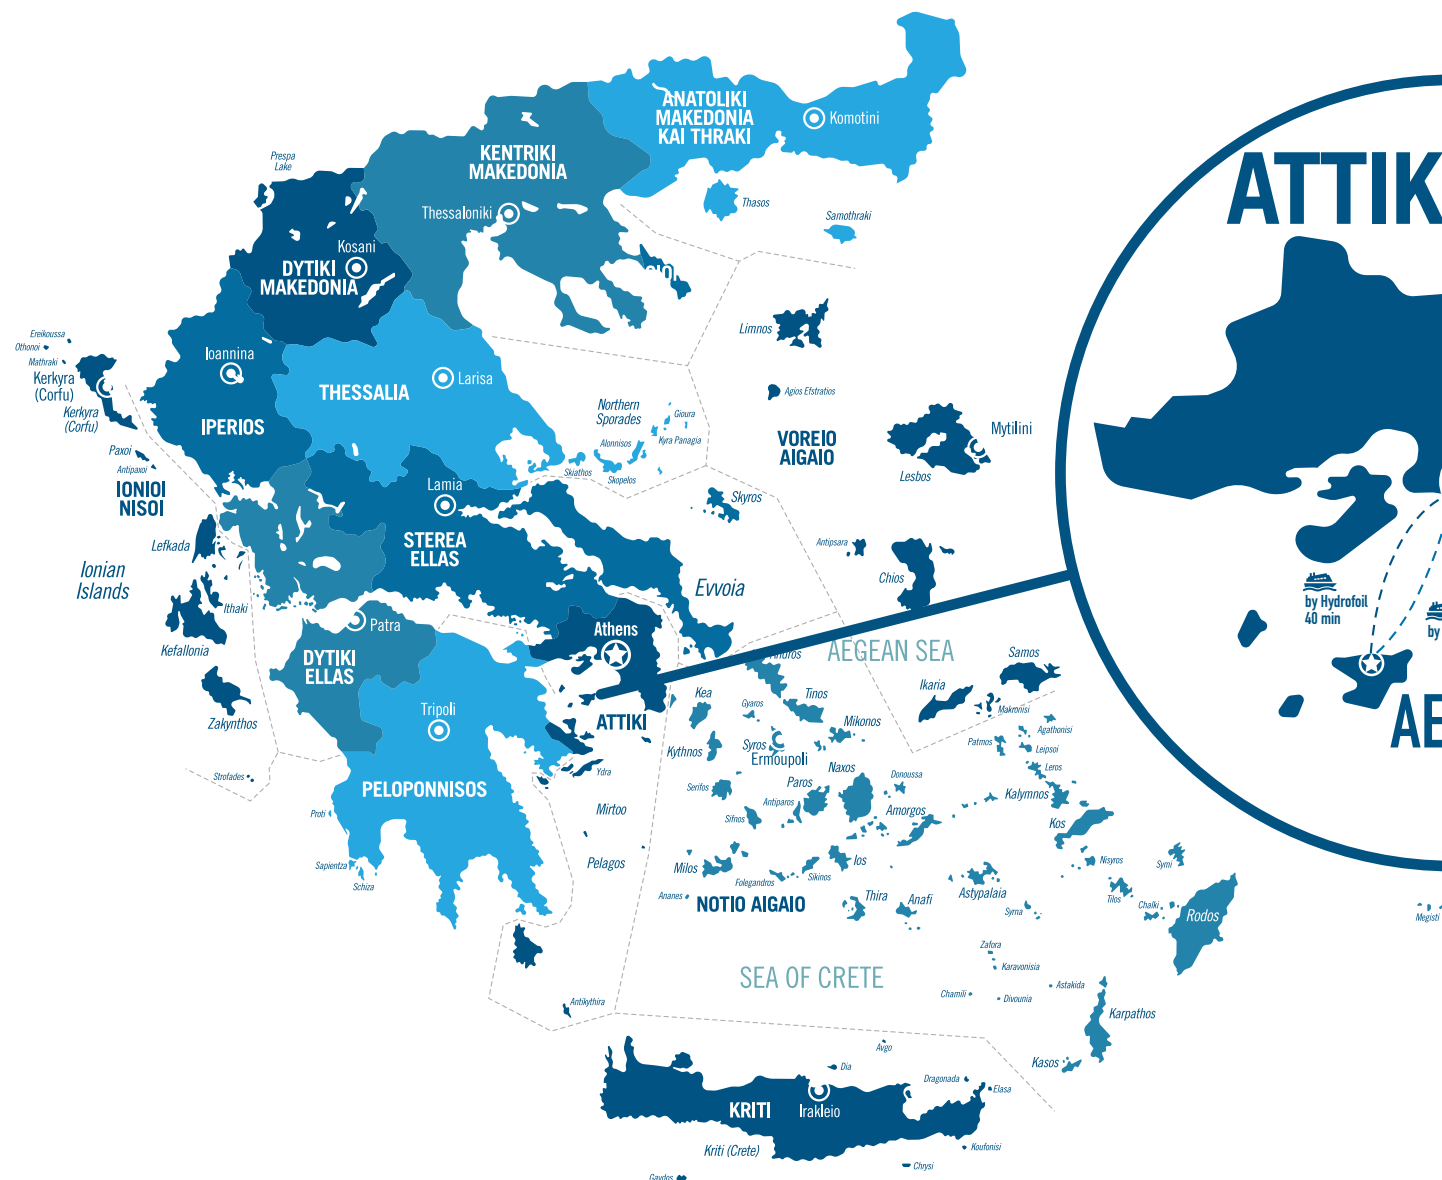 ANATOLIKI
MAKEDONIA
KAI THRAKI
Komotini
KENTRIKI
MAKEDONIA
Prespa
Lake
Thessaloniki
Thasos
Samothraki
Kosani
DYTIKI
MAKEDONIA
ATTIK
Ereikoussa
Othonoi
Mathraki
Kerkyra
(Corfu)
Kerkyra
(Corfu)
Ioannina
IPERIOS
THESSALIA
Larisa
Limnos
Agios Efstratios
Northern
Sporades
Gioura
Kyra Panagia
Alonnisos
Skiathos
Skopelos
VOREIO
AIGAIO
Mytilini
Lesbos
Paxoi
Antipaxoi
IONIOI
NISOI
Lamia
STEREA
ELLAS
Skyros
Antipsara
Chios
Lefkada
Ionian
Islands
Ithaki
Kefallonia
Evvoia
by Hydrofoil
40 min
by
Patra
DYTIKI
ELLAS
Athens
ATTIKI
AEGEAN SEA
Samos
Ikaria
Makronisi
Zakynthos
Strofades
Tripoli
PELOPONNISOS
Proti
Sapientza
Schiza
Ydra
Mirtoo
Pelagos
Kea
Gyaros
Tinos
Mikonos
Kythnos
Syros
Ermoupoli
Serifos
Sifnos
Antiparos
Paros
Naxos
Donoussa
Amorgos
Patmos
Agathonisi
Leipsoi
Leros
Kalymnos
Kos
AE
Milos
Folegandros
Sikinos
Ios
Ananes
NOTIO AIGAIO
Thira
Anafi
Astypalaia
Syrna
Nisyros
Tilos
Symi
Chalki
Rodos
Megisti
Zafora
Karavonisia
SEA OF CRETE
Chamili
Divounia
Astakida
Karpathos
Kasos
Antikythira
Avgo
Dia
Dragonada
Elasa
KRITI
Irakleio
Kriti (Crete)
Koufonisi
Chrysi
Gavdos